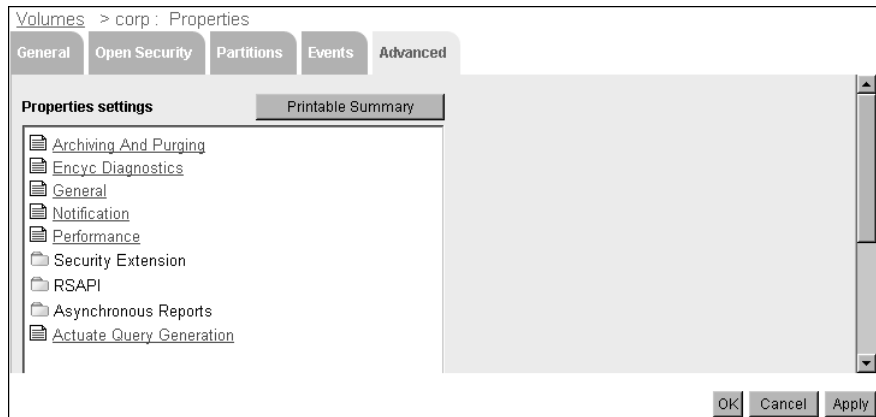 Volumes > corp : Properties
General Open Security Partitions Events Advanced
Properties settings Printable Summary
Archiving And Purging
Encyc Diagnostics
General
Notification
Performance
Security Extension
RSAPI
Asynchronous Reports
Actuate Query Generation
OK Cancel Apply